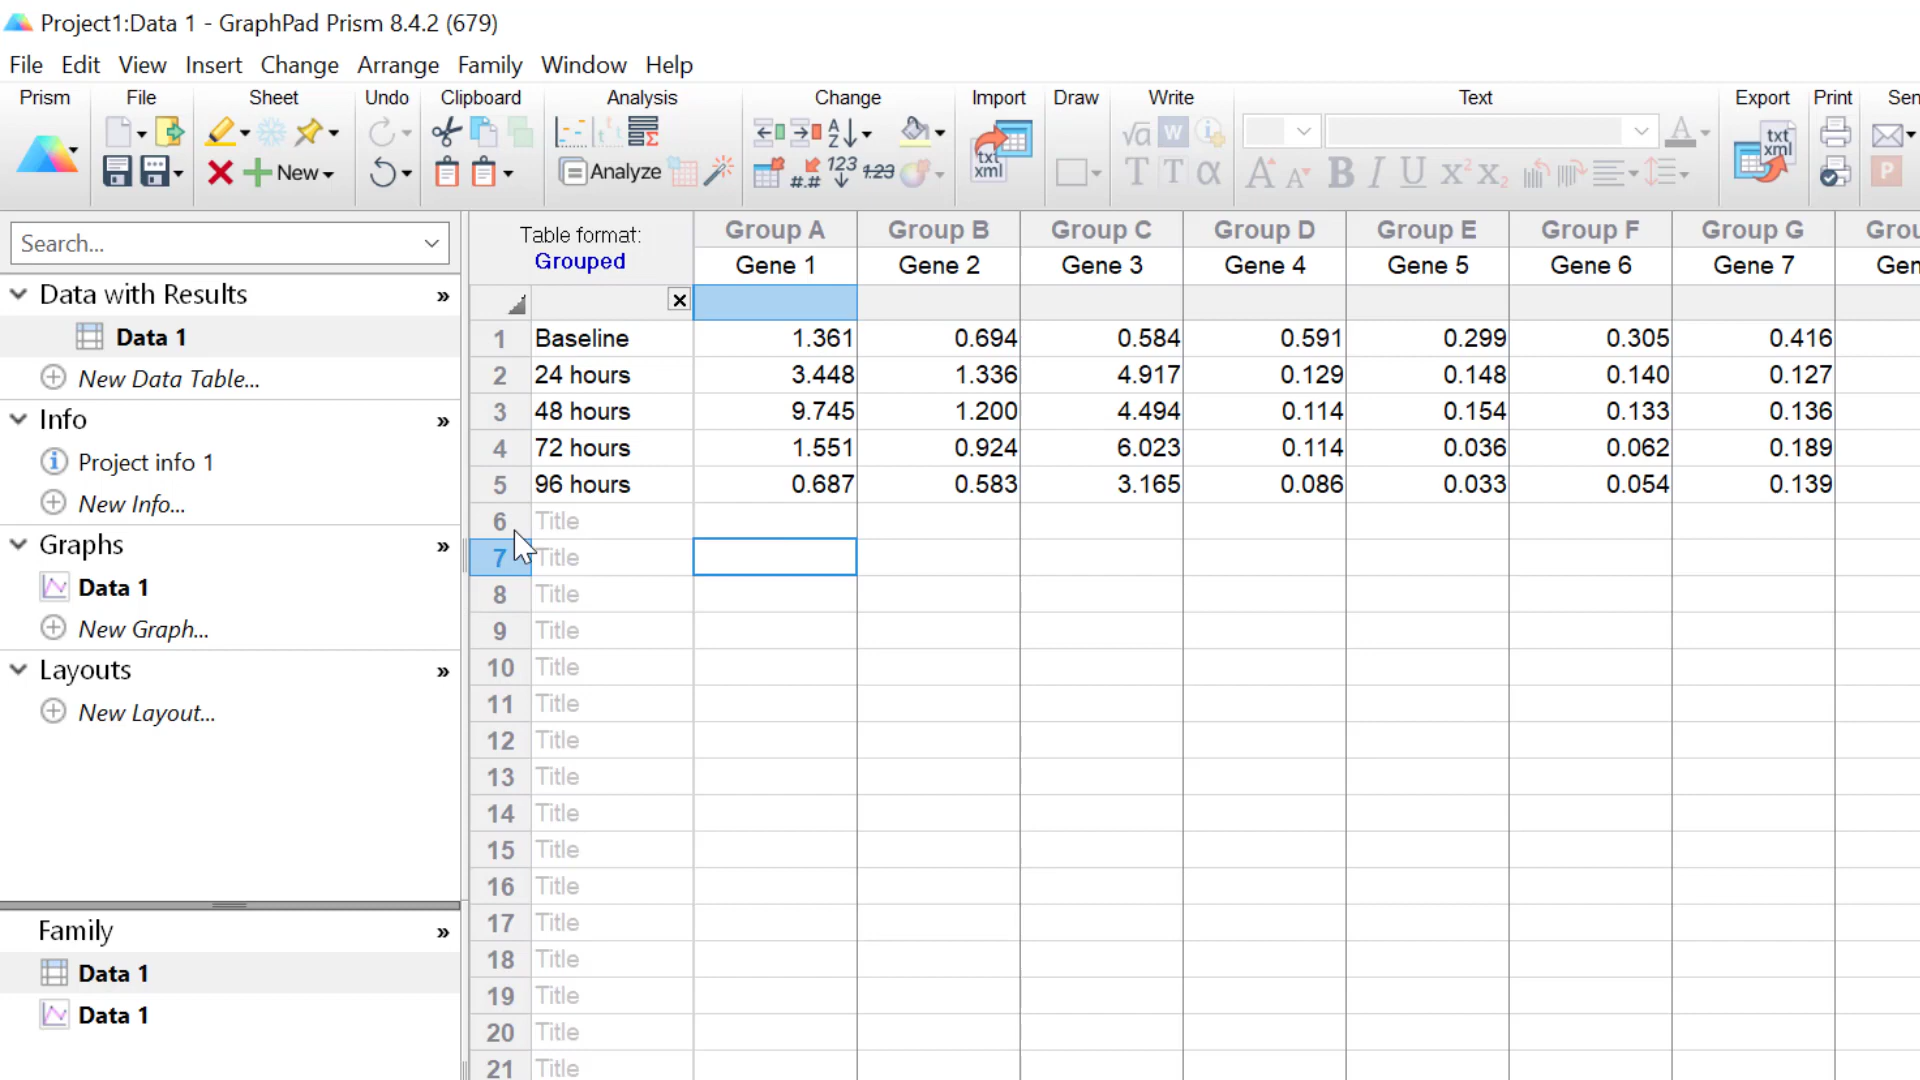 Project1:Data 1 - GraphPad Prism 8.4.2 (679)
File Edit View Insert Change Arrange Family Window Help
Prism File Sheet Undo Clipboard Analysis Change Import Draw Write Text Export Print Sen
New Analyze txt xml
Search...
Data with Results
Data 1
New Data Table...
Info
Project info 1
New Info...
Graphs
Data 1
New Graph...
Layouts
New Layout...
Family
Data 1
Data 1
Table format: Grouped
Group A Group B Group C Group D Group E Group F Group G Grou
Gene 1 Gene 2 Gene 3 Gene 4 Gene 5 Gene 6 Gene 7 Gen
1 Baseline 1.361 0.694 0.584 0.591 0.299 0.305 0.416
2 24 hours 3.448 1.336 4.917 0.129 0.148 0.140 0.127
3 48 hours 9.745 1.200 4.494 0.114 0.154 0.133 0.136
4 72 hours 1.551 0.924 6.023 0.114 0.036 0.062 0.189
5 96 hours 0.687 0.583 3.165 0.086 0.033 0.054 0.139
6 Title
7 Title
8 Title
9 Title
10 Title
11 Title
12 Title
13 Title
14 Title
15 Title
16 Title
17 Title
18 Title
19 Title
20 Title
21 Title